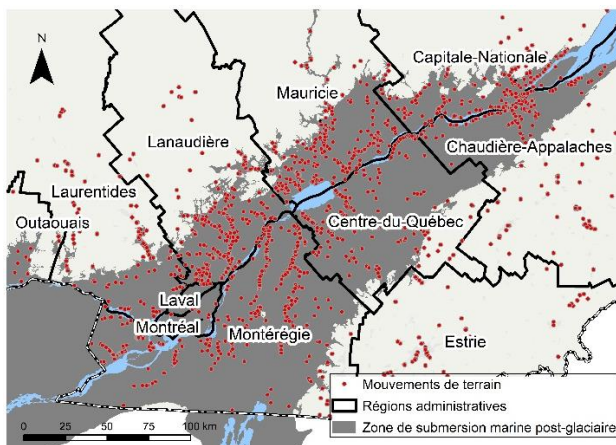 N
Capitale-Nationale
Mauricie
Lanaudière
Chaudière-Appalaches
Laurentides
Outaouais
Centre-du-Québec
Laval
Montréal
Montérégie
Estrie
Mouvements de terrain
Régions administratives
Zone de submersion marine post-glaciaire
0 25 50 75 100 km